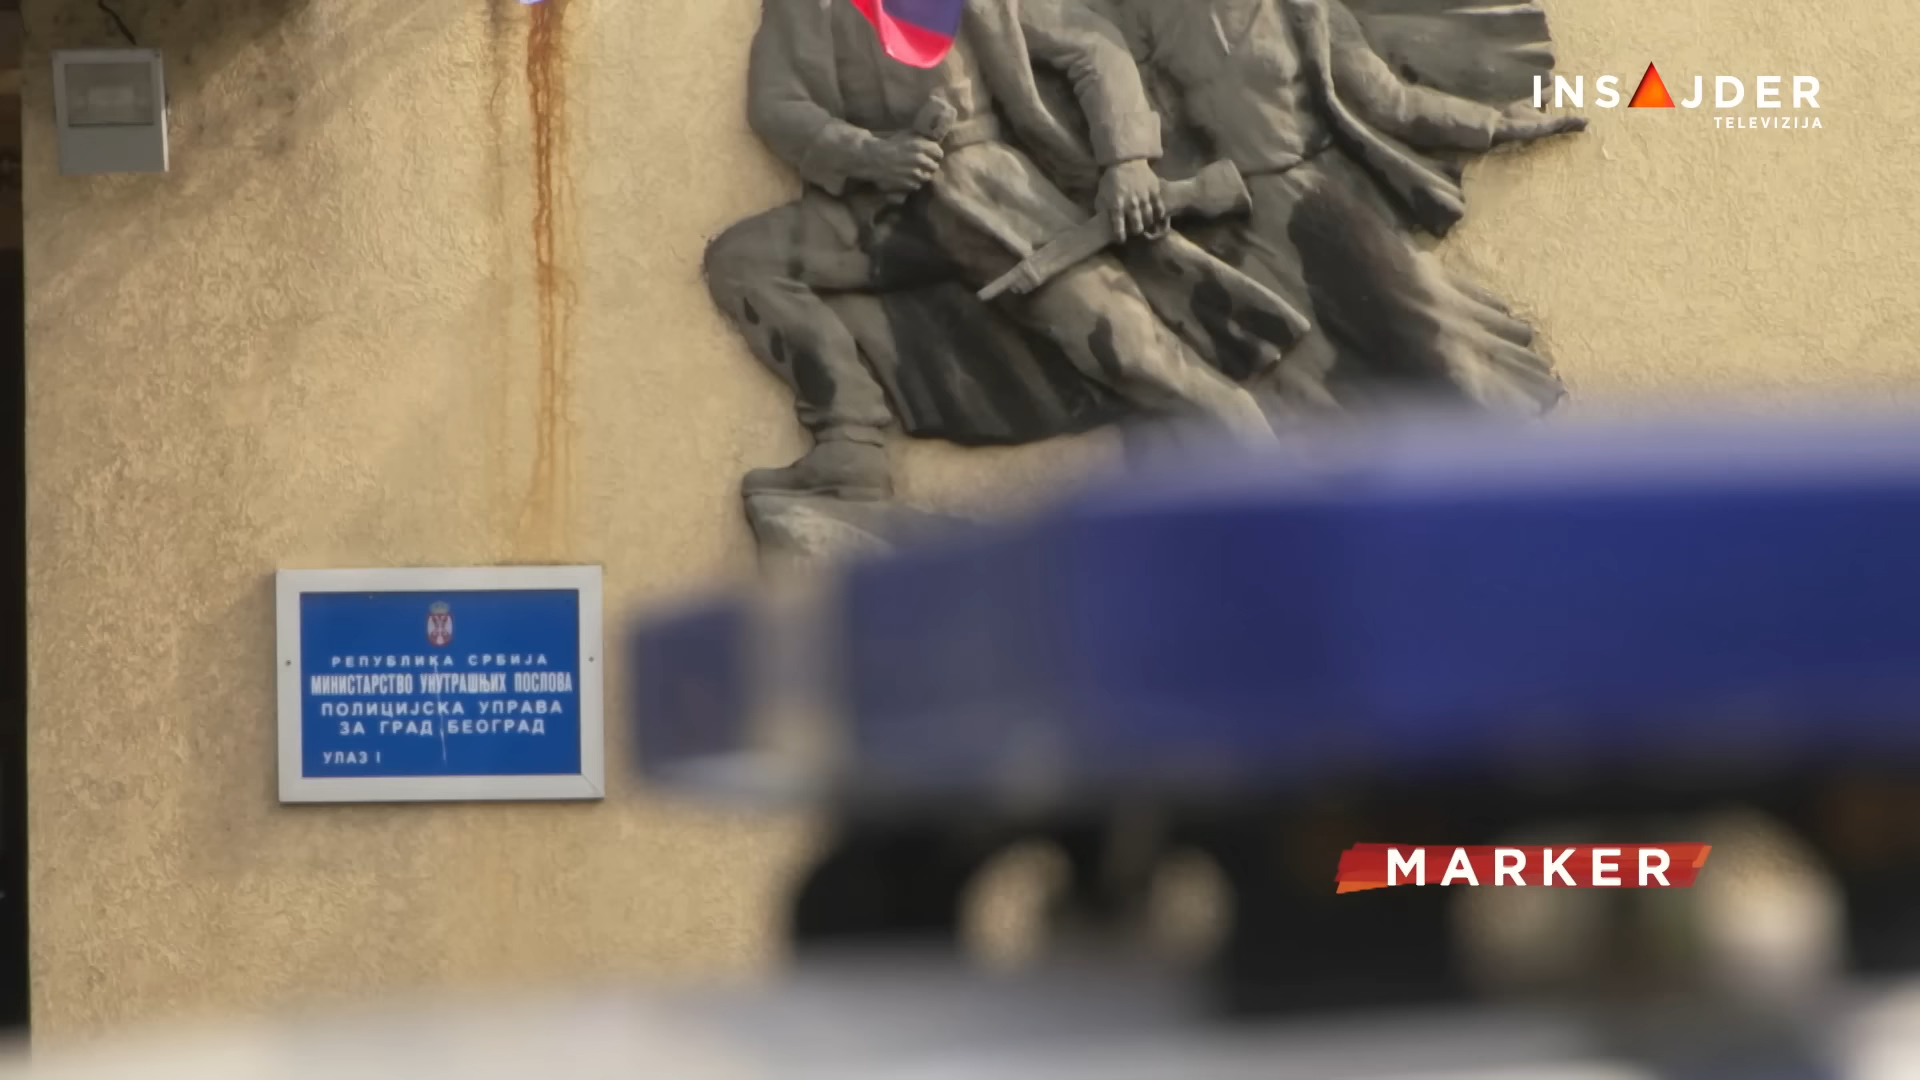 INSAJDER
TELEVIZIJA
РЕПУБЛИКА СРБИЈА
МИНИСТАРСТВО УНУТРАШЊИХ ПОСЛОВА
ПОЛИЦИЈСКА УПРАВА
ЗА ГРАД БЕОГРАД
УЛАЗ I
MARKER